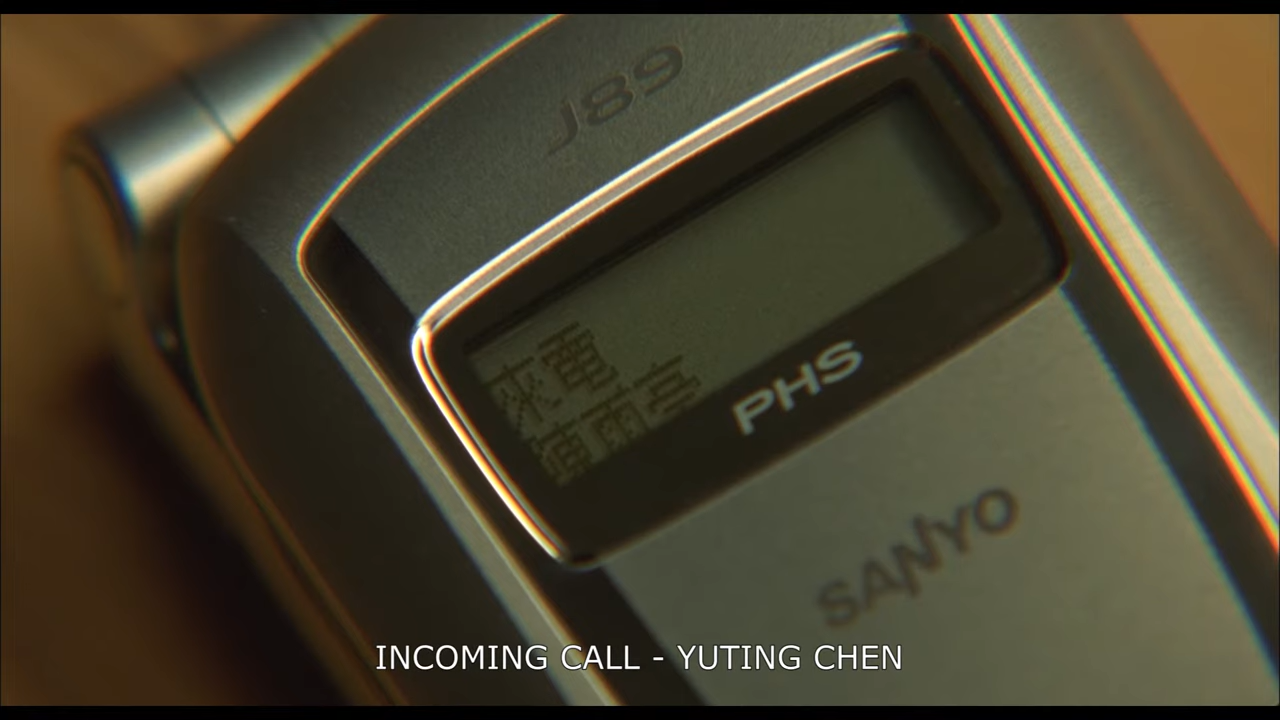 J89
來電
陳雨亭
PHS
SANYO
INCOMING CALL - YUTING CHEN